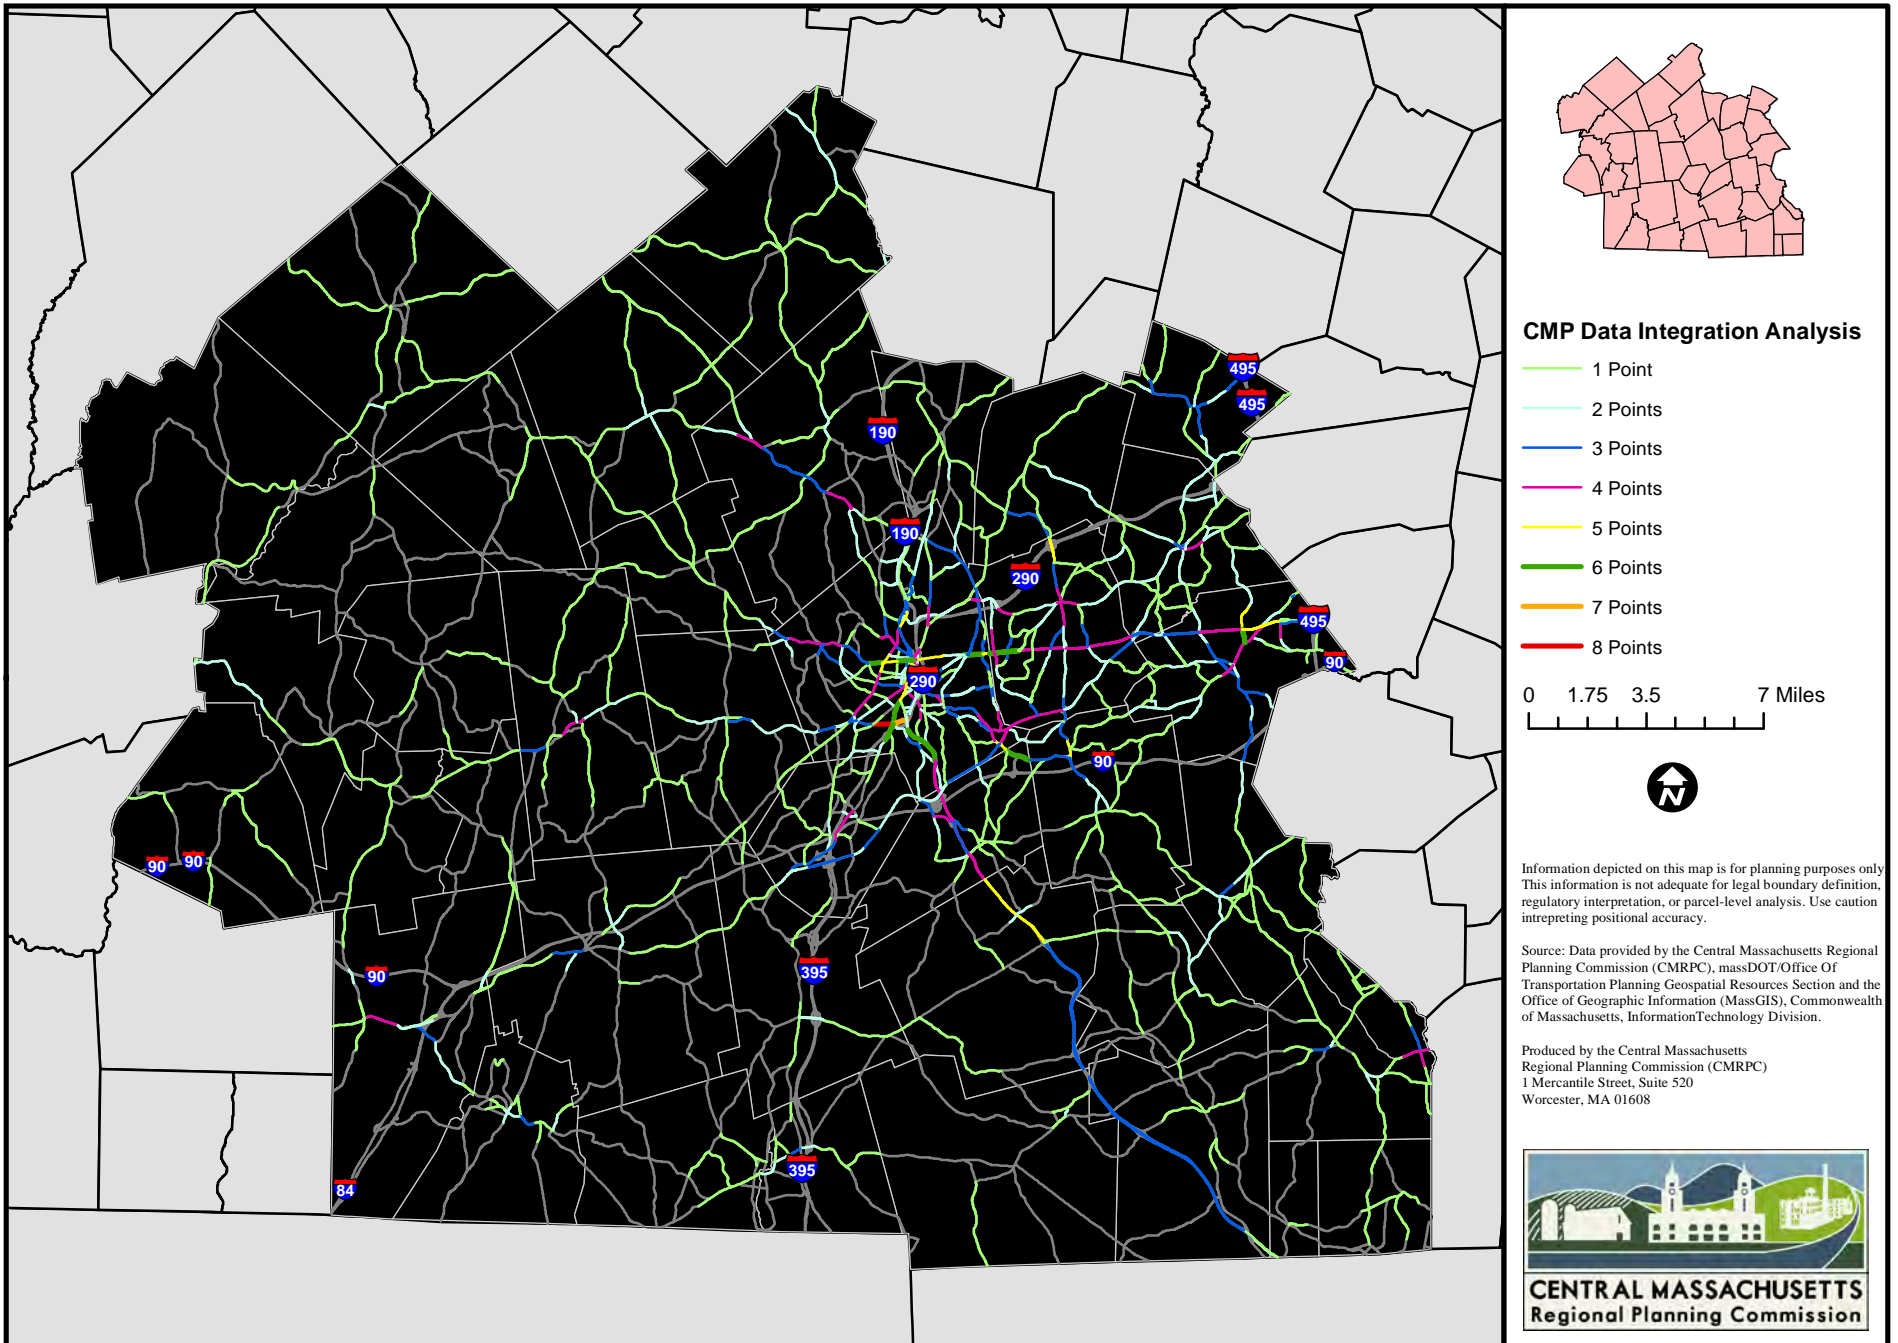 495
495
190
190
290
495
90
290
90
90
90
90
395
395
84
CMP Data Integration Analysis
1 Point
2 Points
3 Points
4 Points
5 Points
6 Points
7 Points
8 Points
0 1.75 3.5 7 Miles
N
Information depicted on this map is for planning purposes only
This information is not adequate for legal boundary definition,
regulatory interpretation, or parcel-level analysis. Use caution
intrepreting positional accuracy.
Source: Data provided by the Central Massachusetts Regional
Planning Commission (CMRPC), massDOT/Office Of
Transportation Planning Geospatial Resources Section and the
Office of Geographic Information (MassGIS), Commonwealth
of Massachusetts, InformationTechnology Division.
Produced by the Central Massachusetts
Regional Planning Commission (CMRPC)
1 Mercantile Street, Suite 520
Worcester, MA 01608
CENTRAL MASSACHUSETTS
Regional Planning Commission